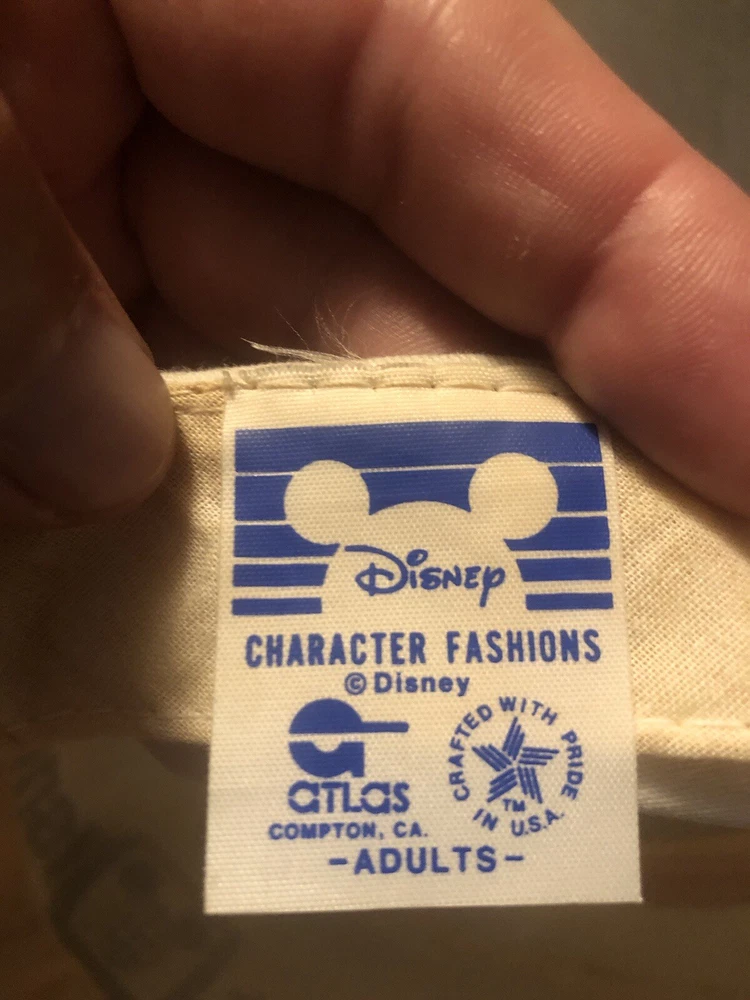 Disney
CHARACTER FASHIONS
© Disney
atlas
COMPTON, CA.
CRAFTED WITH PRIDE
IN U.S.A.
TM
-ADULTS-